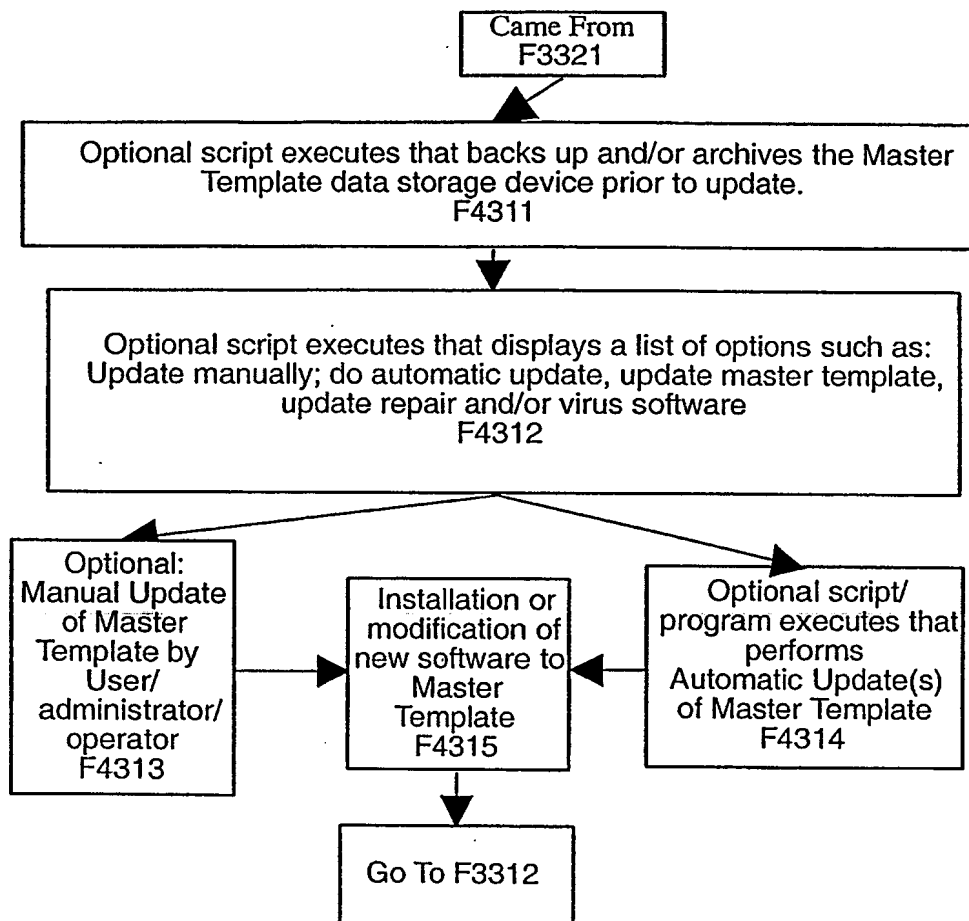 Came From
F3321
Optional script executes that backs up and/or archives the Master
Template data storage device prior to update.
F4311
Optional script executes that displays a list of options such as:
Update manually; do automatic update, update master template,
update repair and/or virus software
F4312
Optional:
Manual Update
of Master
Template by
User/
administrator/
operator
F4313
Installation or
modification of
new software to
Master
Template
F4315
Optional script/
program executes that
performs
Automatic Update(s)
of Master Template
F4314
Go To F3312